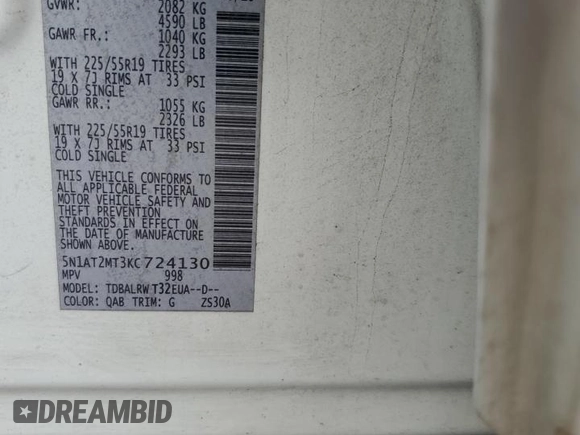 GVWR: 2082 KG
4590 LB
GAWR FR.: 1040 KG
2293 LB
WITH 225/55R19 TIRES
19 X 7J RIMS AT 33 PSI
COLD SINGLE
GAWR RR.: 1055 KG
2326 LB
WITH 225/55R19 TIRES
19 X 7J RIMS AT 33 PSI
COLD SINGLE
THIS VEHICLE CONFORMS TO
ALL APPLICABLE FEDERAL
MOTOR VEHICLE SAFETY AND
THEFT PREVENTION
STANDARDS IN EFFECT ON
THE DATE OF MANUFACTURE
SHOWN ABOVE.
5N1AT2MT3KC724130
MPV 998
MODEL: TDBALRWT32EUA--D--
COLOR: QAB TRIM: G ZS30A
DREAMBID